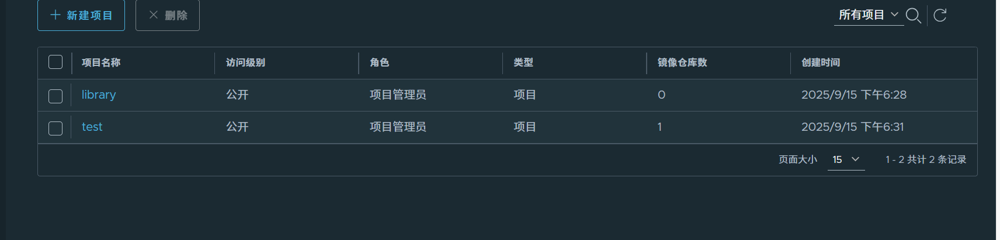 新建项目 删除 所有项目
项目名称 访问级别 角色 类型 镜像仓库数 创建时间
library 公开 项目管理员 项目 0 2025/9/15 下午6:28
test 公开 项目管理员 项目 1 2025/9/15 下午6:31
页面大小 15 1 - 2 共计 2 条记录